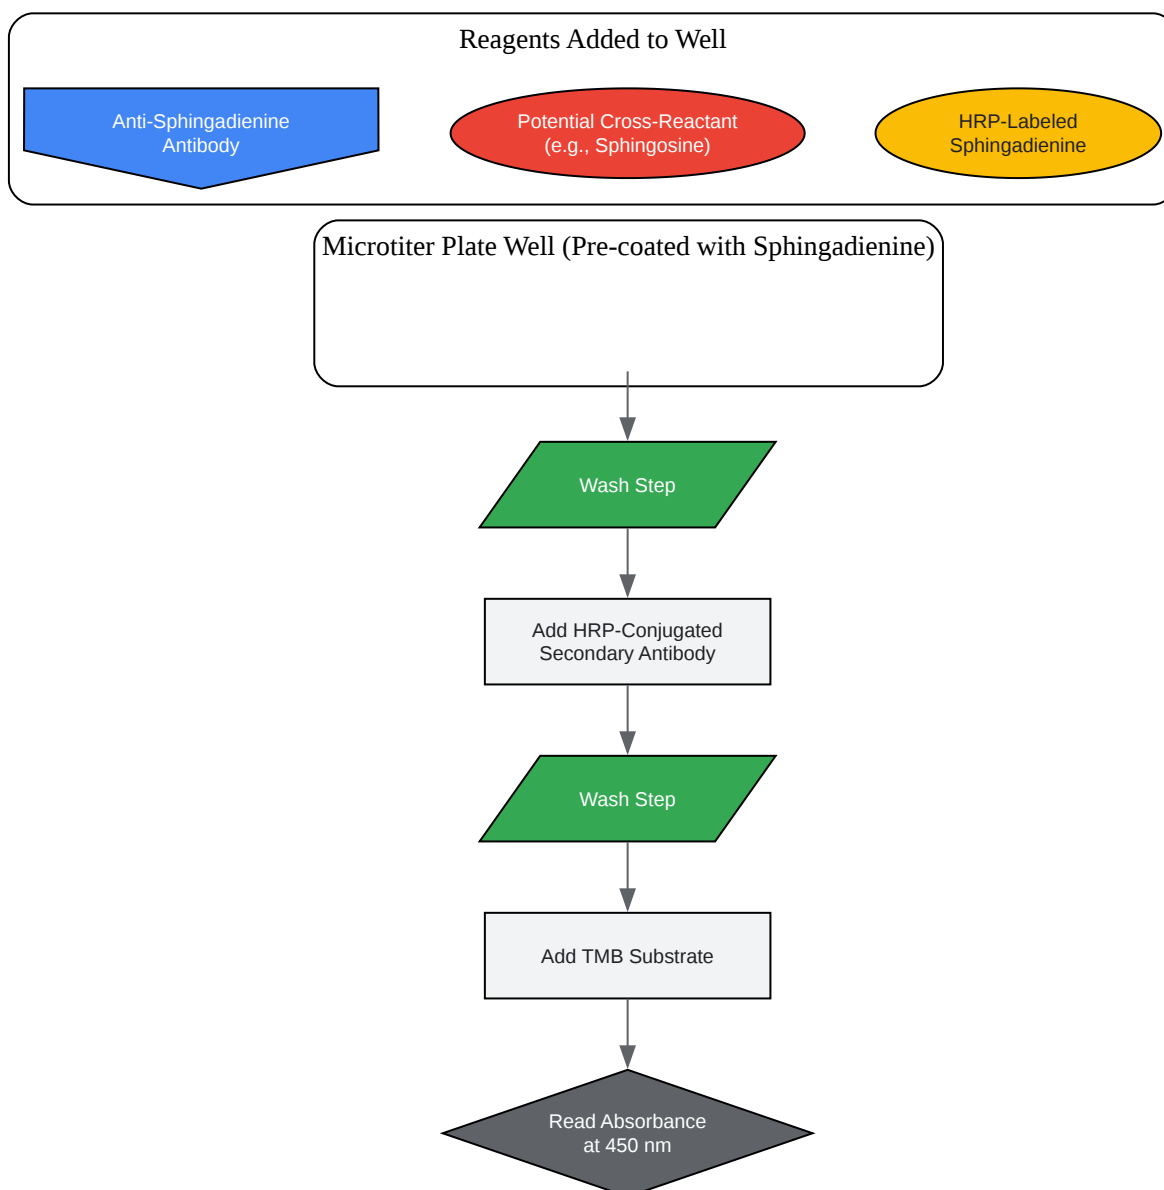 Reagents Added to Well
Anti-Sphingadienine
Antibody
Potential Cross-Reactant
(e.g., Sphingosine)
HRP-Labeled
Sphingadienine
Microtiter Plate Well (Pre-coated with Sphingadienine)
Wash Step
Add HRP-Conjugated
Secondary Antibody
Wash Step
Add TMB Substrate
Read Absorbance
at 450 nm